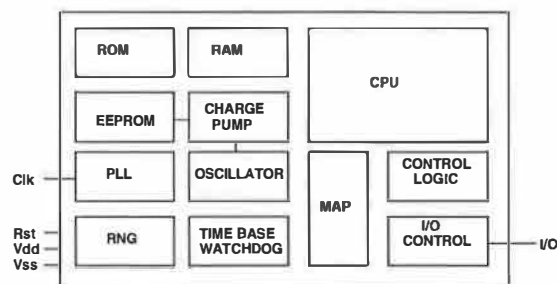 ROM
RAM
CPU
EEPROM
CHARGE
PUMP
Clk
PLL
OSCILLATOR
MAP
CONTROL
LOGIC
Rst
Vdd
Vss
RNG
TIME BASE
WATCHDOG
I/O
CONTROL
I/O